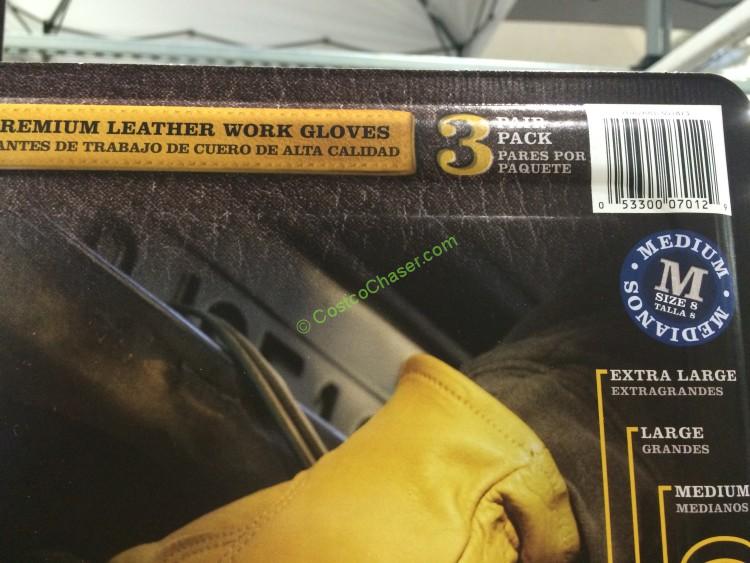 REMIUM LEATHER WORK GLOVES
ANTES DE TRABAJO DE CUERO DE ALTA CALIDAD
3 PAIR PACK
PARES POR PAQUETE
0 53300 07012 9
MEDIUM
M
SIZE 8
TALLA 8
MEDIANOS
© CostcoChaser.com
EXTRA LARGE
EXTRAGRANDES
LARGE
GRANDES
MEDIUM
MEDIANOS